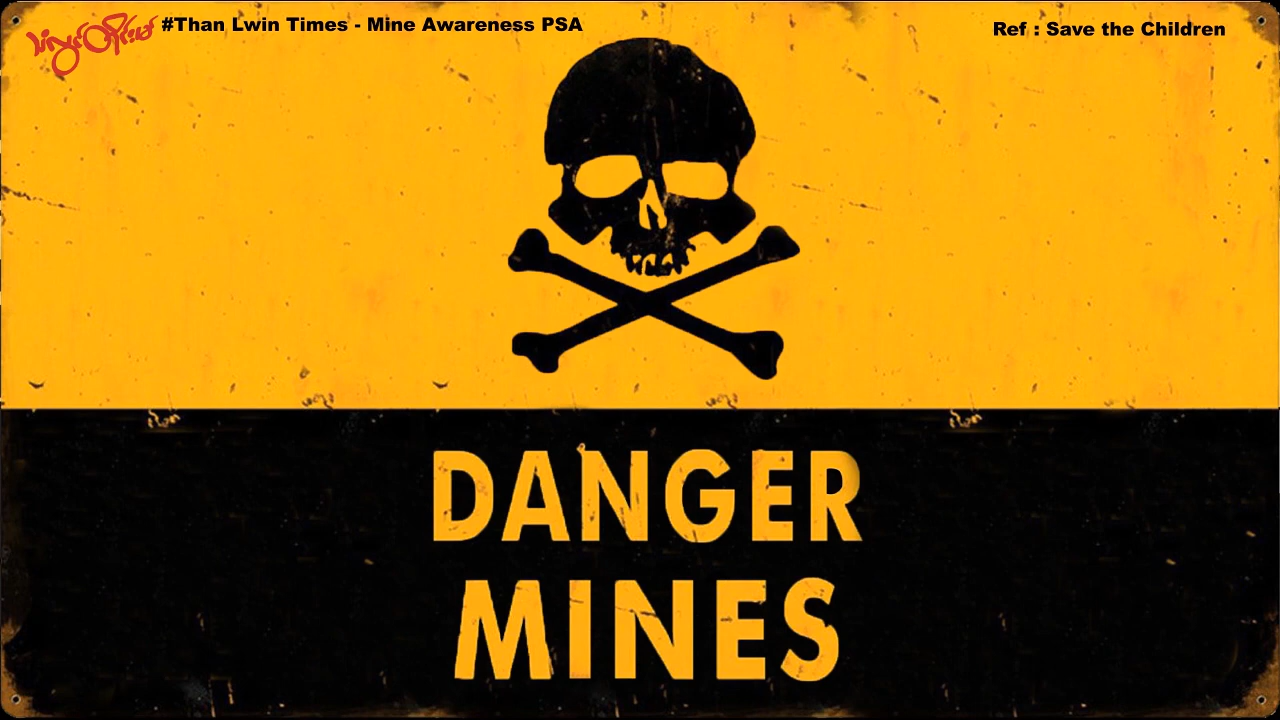 #Than Lwin Times - Mine Awareness PSA
Ref : Save the Children
DANGER
MINES